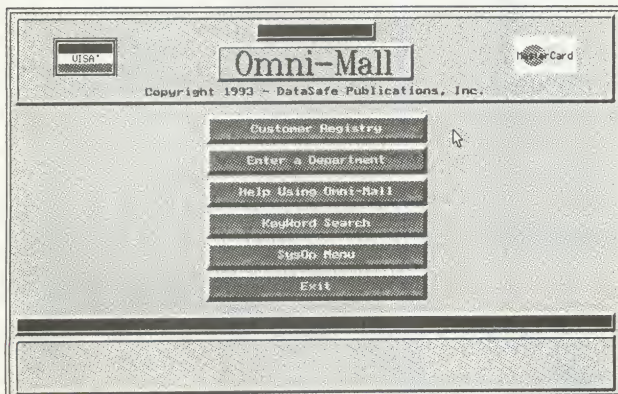 VISA
Omni-Mall
MasterCard
Copyright 1993 - DataSafe Publications, Inc.
Customer Registry
Enter a Department
Help Using Omni-Mall
KeyWord Search
SysOp Menu
Exit